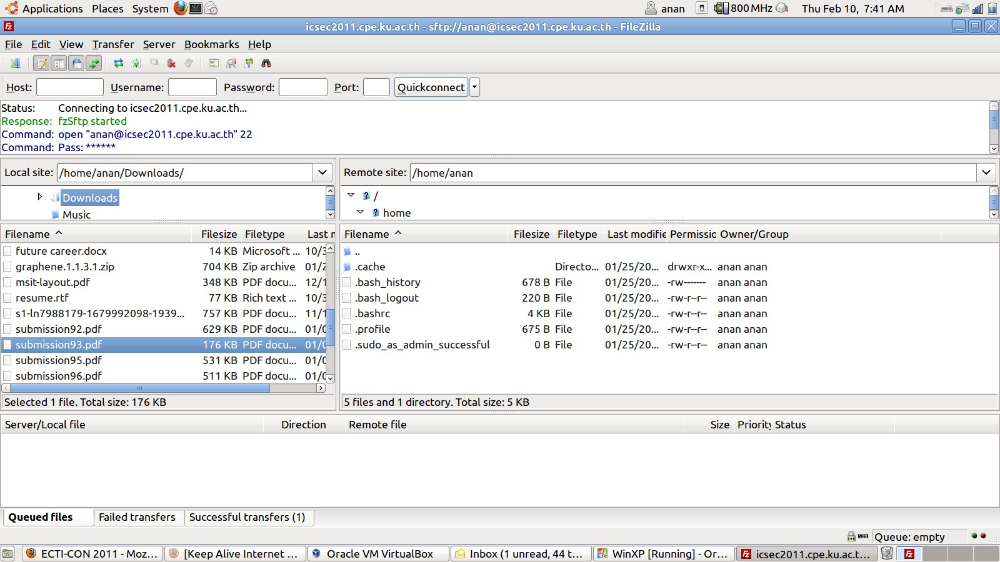 Applications Places System anan 800 MHz Thu Feb 10, 7:41 AM
icsec2011.cpe.ku.ac.th - sftp://anan@icsec2011.cpe.ku.ac.th - FileZilla
File Edit View Transfer Server Bookmarks Help
Host: Username: Password: Port: Quickconnect
Status: Connecting to icsec2011.cpe.ku.ac.th...
Response: fzSftp started
Command: open "anan@icsec2011.cpe.ku.ac.th" 22
Command: Pass: ******
Local site: /home/anan/Downloads/
Downloads
Music
Filename Filesize Filetype Last m
future career.docx 14 KB Microsoft ... 10/3
graphene.1.1.3.1.zip 704 KB Zip archive 01/2
msit-layout.pdf 348 KB PDF docu... 12/1
resume.rtf 77 KB Rich text ... 10/3
s1-ln7988179-1679992098-1939... 757 KB PDF docu... 11/1
submission92.pdf 629 KB PDF docu... 01/0
submission93.pdf 176 KB PDF docu... 01/0
submission95.pdf 531 KB PDF docu... 01/0
submission96.pdf 511 KB PDF docu... 01/0
Selected 1 file. Total size: 176 KB
Remote site: /home/anan
/
home
Filename Filesize Filetype Last modifie Permissio Owner/Group
..
.cache Directo... 01/25/20... drwxr-x... anan anan
.bash_history 678 B File 01/25/20... -rw------- anan anan
.bash_logout 220 B File 01/25/20... -rw-r--r-- anan anan
.bashrc 4 KB File 01/25/20... -rw-r--r-- anan anan
.profile 675 B File 01/25/20... -rw-r--r-- anan anan
.sudo_as_admin_successful 0 B File 01/25/20... -rw-r--r-- anan anan
5 files and 1 directory. Total size: 5 KB
Server/Local file Direction Remote file Size Priority Status
Queued files Failed transfers Successful transfers (1)
Queue: empty
ECTI-CON 2011 - Moz... [Keep Alive Internet ... Oracle VM VirtualBox Inbox (1 unread, 44 t... WinXP [Running] - Or... icsec2011.cpe.ku.ac.t...